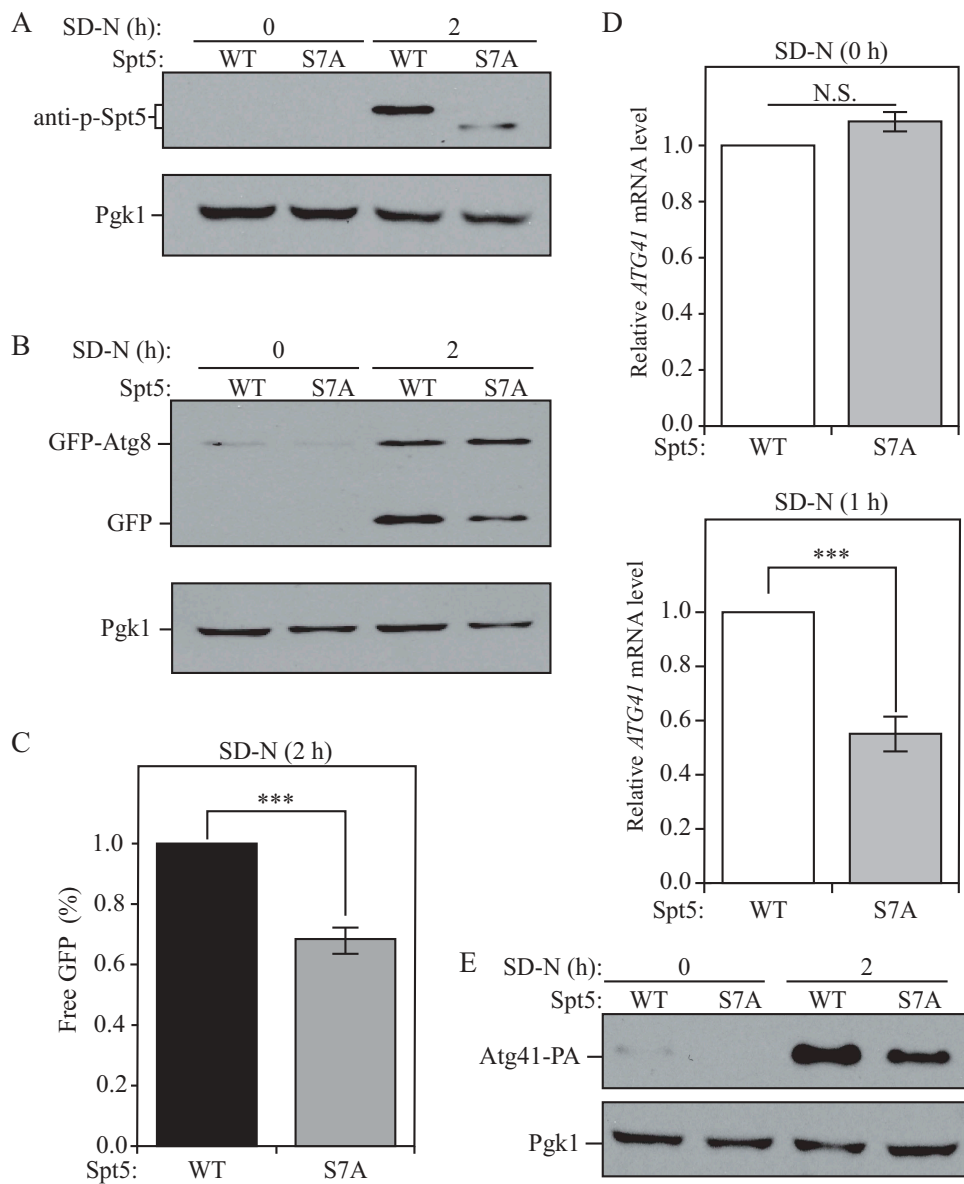 A
SD-N (h): 0 2
Spt5: WT S7A WT S7A
anti-p-Spt5
Pgk1
B
SD-N (h): 0 2
Spt5: WT S7A WT S7A
GFP-Atg8
GFP
Pgk1
C
SD-N (2 h)
***
Free GFP (%)
1.0
0.8
0.6
0.4
0.2
0.0
Spt5: WT S7A
D
SD-N (0 h)
N.S.
Relative ATG41 mRNA level
1.0
0.8
0.6
0.4
0.2
0.0
Spt5: WT S7A
SD-N (1 h)
***
Relative ATG41 mRNA level
1.0
0.8
0.6
0.4
0.2
0.0
Spt5: WT S7A
E
SD-N (h): 0 2
Spt5: WT S7A WT S7A
Atg41-PA
Pgk1